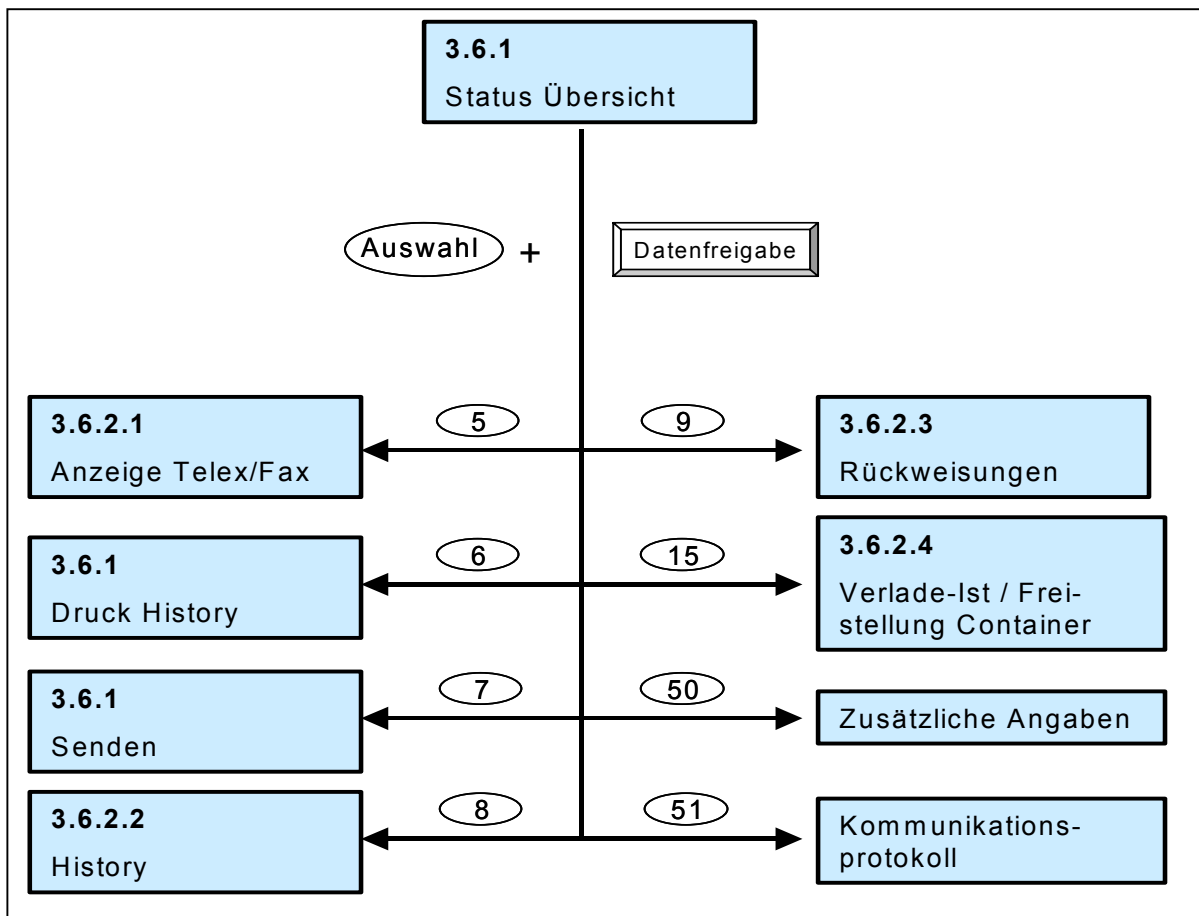 3.6.1
Status Übersicht
Auswahl +
Datenfreigabe
5
9
3.6.2.1
Anzeige Telex/Fax
3.6.2.3
Rückweisungen
6
15
3.6.1
Druck History
3.6.2.4
Verlade-Ist / Frei-
stellung Container
7
50
3.6.1
Senden
Zusätzliche Angaben
8
51
3.6.2.2
History
Kommunikations-
protokoll